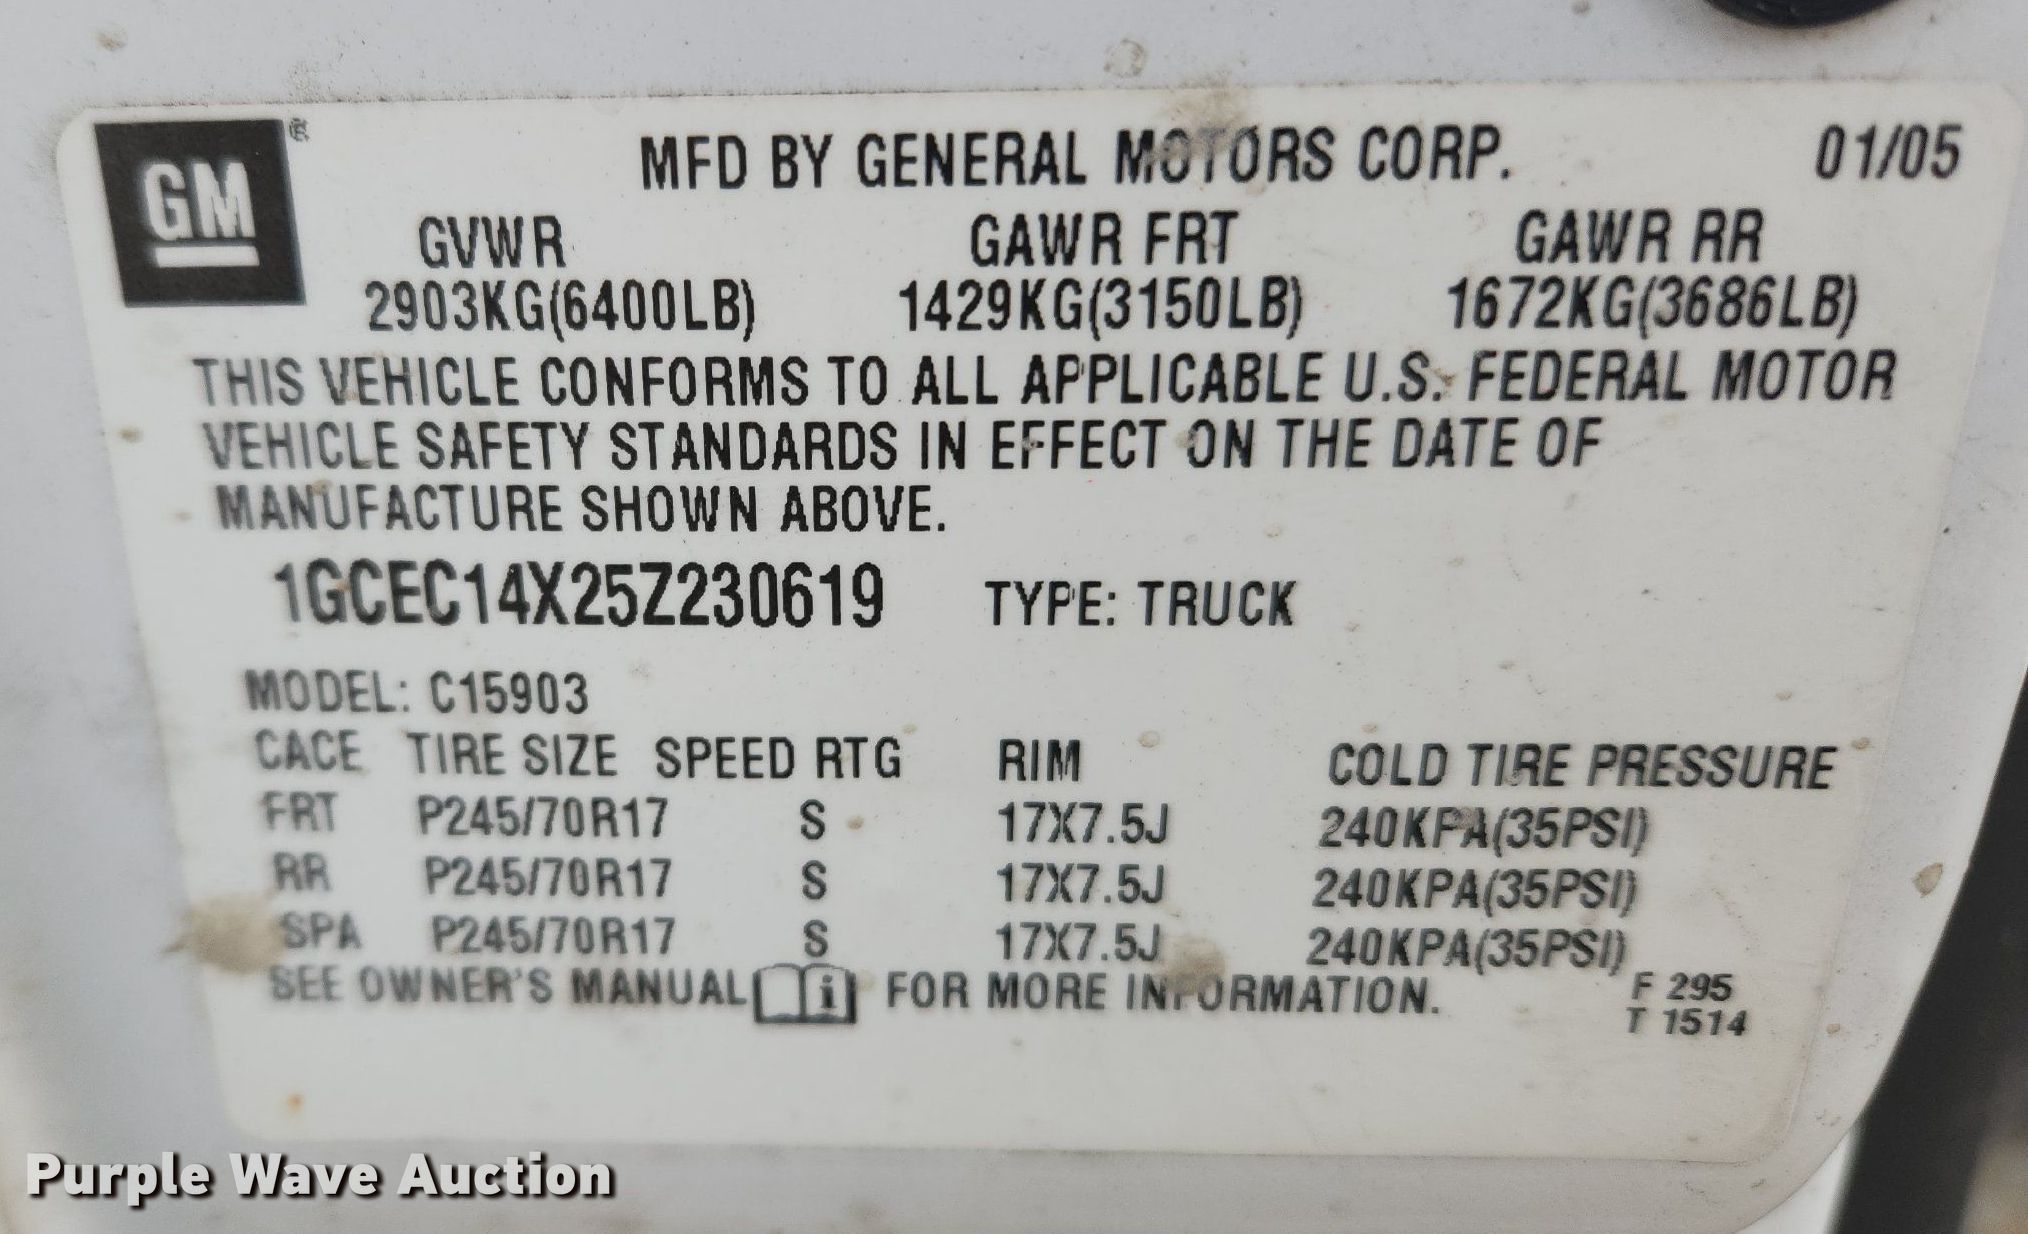 GM®
MFD BY GENERAL MOTORS CORP. 01/05
GVWR GAWR FRT GAWR RR
2903KG(6400LB) 1429KG(3150LB) 1672KG(3686LB)
THIS VEHICLE CONFORMS TO ALL APPLICABLE U.S. FEDERAL MOTOR
VEHICLE SAFETY STANDARDS IN EFFECT ON THE DATE OF
MANUFACTURE SHOWN ABOVE.
1GCEC14X25Z230619 TYPE: TRUCK
MODEL: C15903
CACE TIRE SIZE SPEED RTG RIM COLD TIRE PRESSURE
FRT P245/70R17 S 17X7.5J 240KPA(35PSI)
RR P245/70R17 S 17X7.5J 240KPA(35PSI)
SPA P245/70R17 S 17X7.5J 240KPA(35PSI)
SEE OWNER'S MANUAL i FOR MORE INFORMATION. F 295
T 1514
Purple Wave Auction